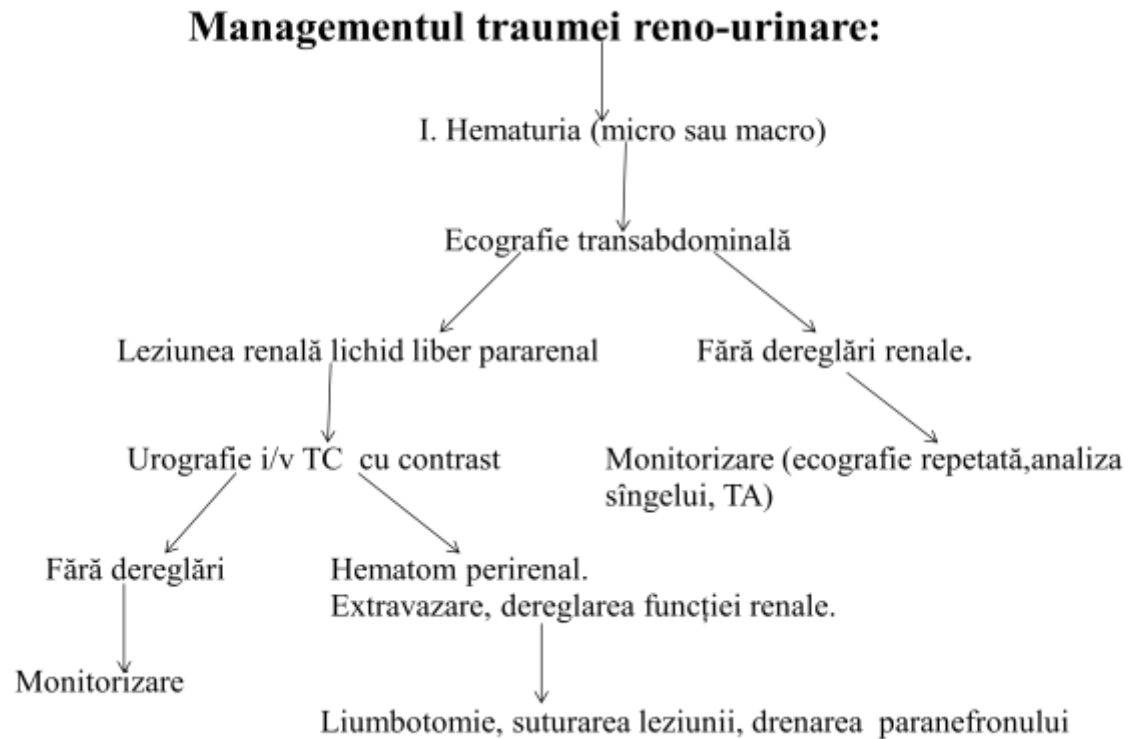 Managementul traumei reno-urinare:
I. Hematuria (micro sau macro)
Ecografie transabdominală
Leziunea renală lichid liber pararenal
Fără dereglări renale.
Urografie i/v TC cu contrast
Monitorizare (ecografie repetată,analiza
sîngelui, TA)
Fără dereglări
Hematom perirenal.
Extravazare, dereglarea funcției renale.
Monitorizare
Liumbotomie, suturarea leziunii, drenarea paranefronului